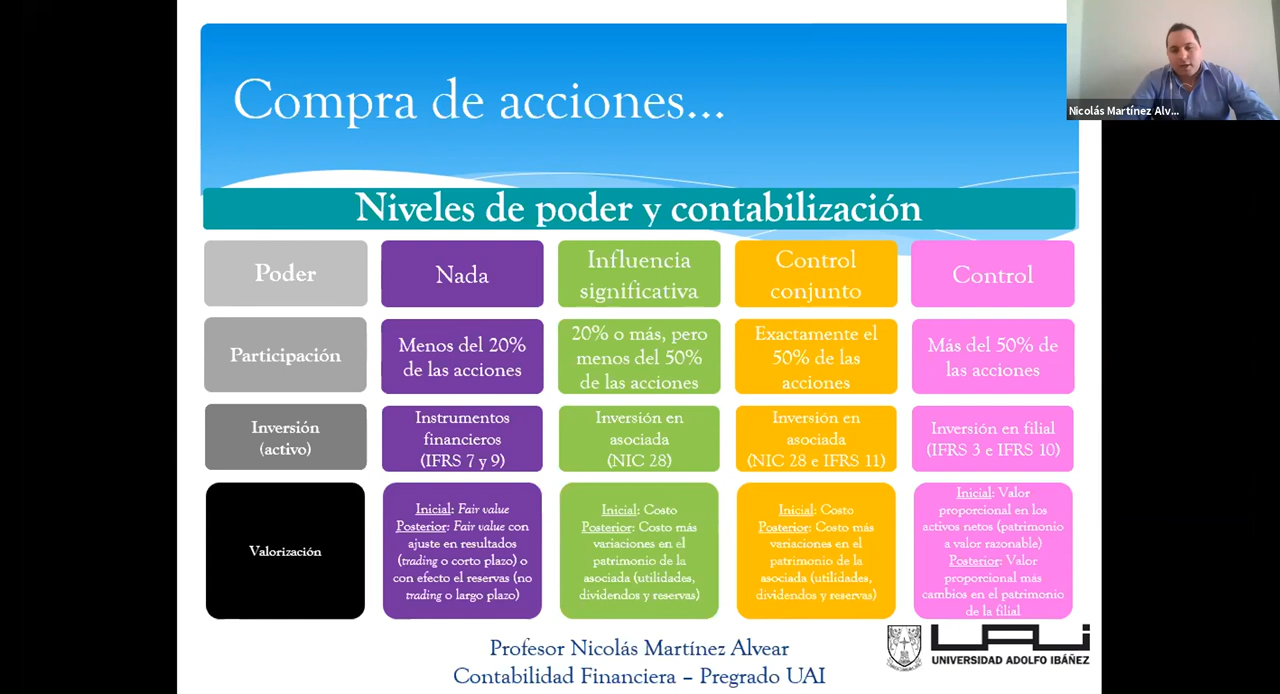 Compra de acciones...
Nicolás Martínez Alv...
Niveles de poder y contabilización
Poder
Nada
Influencia
significativa
Control
conjunto
Control
Participación
Menos del 20%
de las acciones
20% o más, pero
menos del 50%
de las acciones
Exactamente el
50% de las
acciones
Más del 50% de
las acciones
Inversión
(activo)
Instrumentos
financieros
(IFRS 7 y 9)
Inversión en
asociada
(NIC 28)
Inversión en
asociada
(NIC 28 e IFRS 11)
Inversión en filial
(IFRS 3 e IFRS 10)
Valorización
Inicial: Fair value
Posterior: Fair value con
ajuste en resultados
(trading o corto plazo) o
con efecto el reservas (no
trading o largo plazo)
Inicial: Costo
Posterior: Costo más
variaciones en el
patrimonio de la
asociada (utilidades,
dividendos y reservas)
Inicial: Costo
Posterior: Costo más
variaciones en el
patrimonio de la
asociada (utilidades,
dividendos y reservas)
Inicial: Valor
proporcional en los
activos netos (patrimonio
a valor razonable)
Posterior: Valor
proporcional más
cambios en el patrimonio
de la filial
Profesor Nicolás Martínez Alvear
Contabilidad Financiera – Pregrado UAI
UAI
UNIVERSIDAD ADOLFO IBÁÑEZ